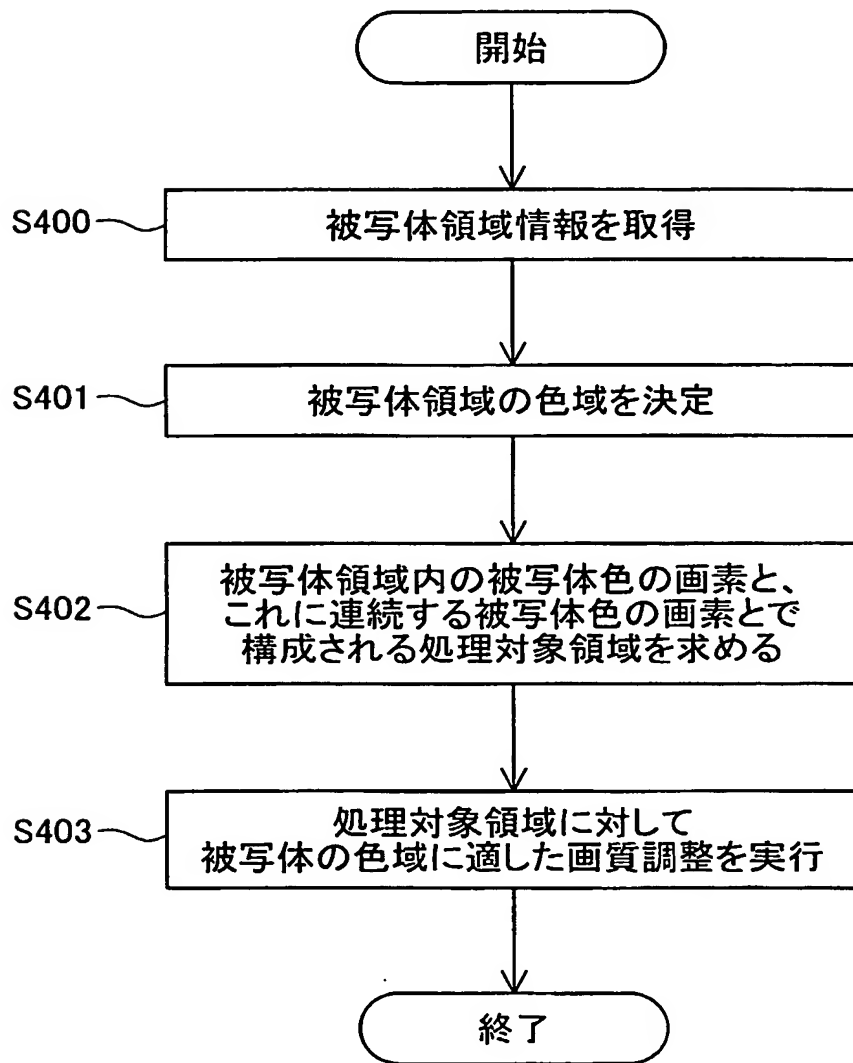 開始
S400
被写体領域情報を取得
S401
被写体領域の色域を決定
S402
被写体領域内の被写体色の画素と、
これに連続する被写体色の画素とで
構成される処理対象領域を求める
S403
処理対象領域に対して
被写体の色域に適した画質調整を実行
終了